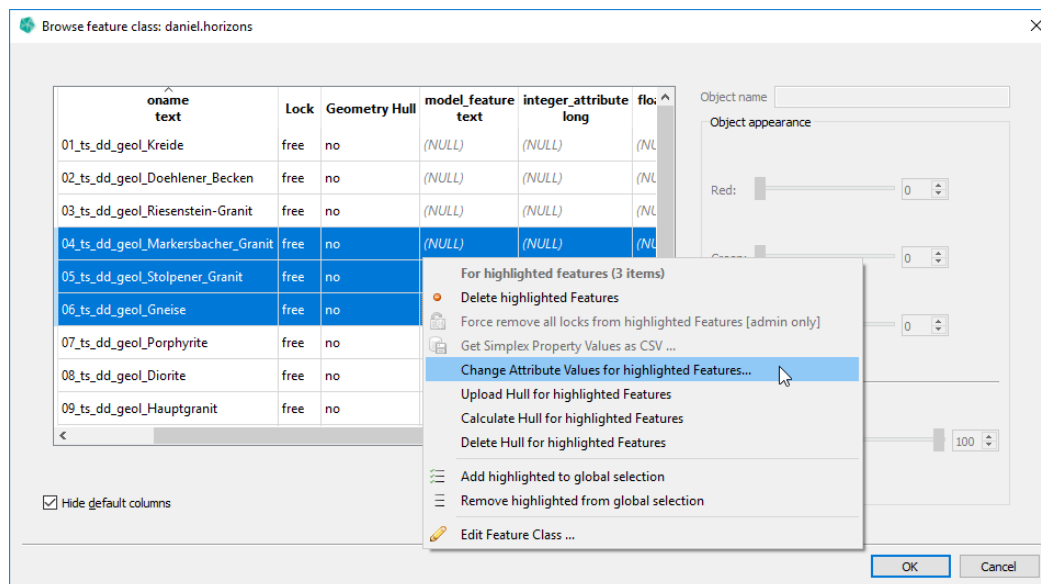 Browse feature class: daniel.horizons
oname
text
Lock
Geometry Hull
model_feature
text
integer_attribute
long
01_ts_dd_geol_Kreide free no (NULL) (NULL)
02_ts_dd_geol_Doehlener_Becken free no (NULL) (NULL)
03_ts_dd_geol_Riesenstein-Granit free no (NULL) (NULL)
04_ts_dd_geol_Markersbacher_Granit free no (NULL) (NULL)
05_ts_dd_geol_Stolpener_Granit free no
06_ts_dd_geol_Gneise free no
07_ts_dd_geol_Porphyrite free no
08_ts_dd_geol_Diorite free no
09_ts_dd_geol_Hauptgranit free no
Hide default columns
For highlighted features (3 items)
Delete highlighted Features
Force remove all locks from highlighted Features [admin only]
Get Simplex Property Values as CSV ...
Change Attribute Values for highlighted Features...
Upload Hull for highlighted Features
Calculate Hull for highlighted Features
Delete Hull for highlighted Features
Add highlighted to global selection
Remove highlighted from global selection
Edit Feature Class ...
Object name
Object appearance
Red: 0
0
0
100
OK
Cancel